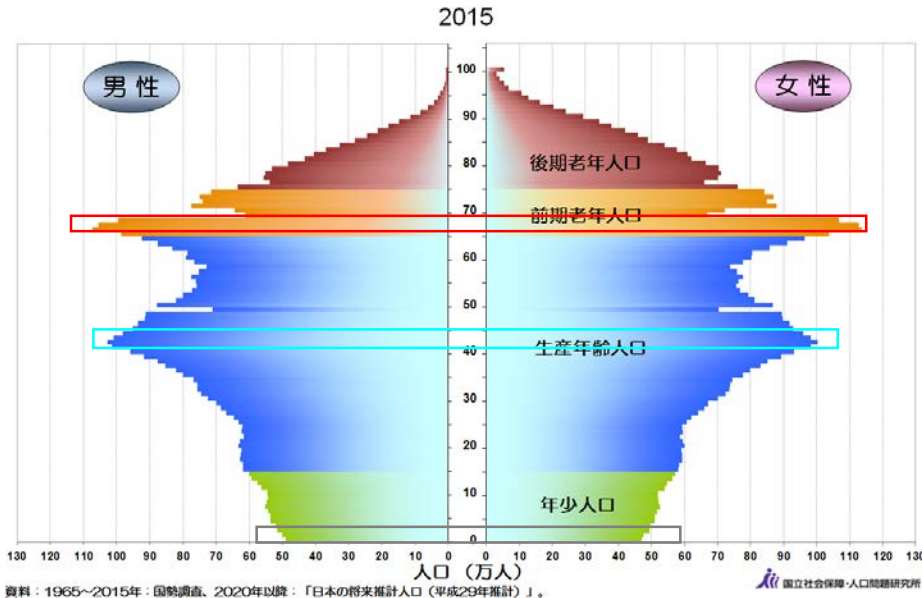 2015
男 性
女 性
後期老年人口
前期老年人口
生産年齢人口
年少人口
100
90
80
70
60
50
40
30
20
10
0
130 120 110 100 90 80 70 60 50 40 30 20 10 0 0 10 20 30 40 50 60 70 80 90 100 110 120 130
人口 (万人)
資料：1965～2015年：国勢調査、2020年以降：「日本の将来推計人口（平成29年推計）」。
国立社会保障・人口問題研究所